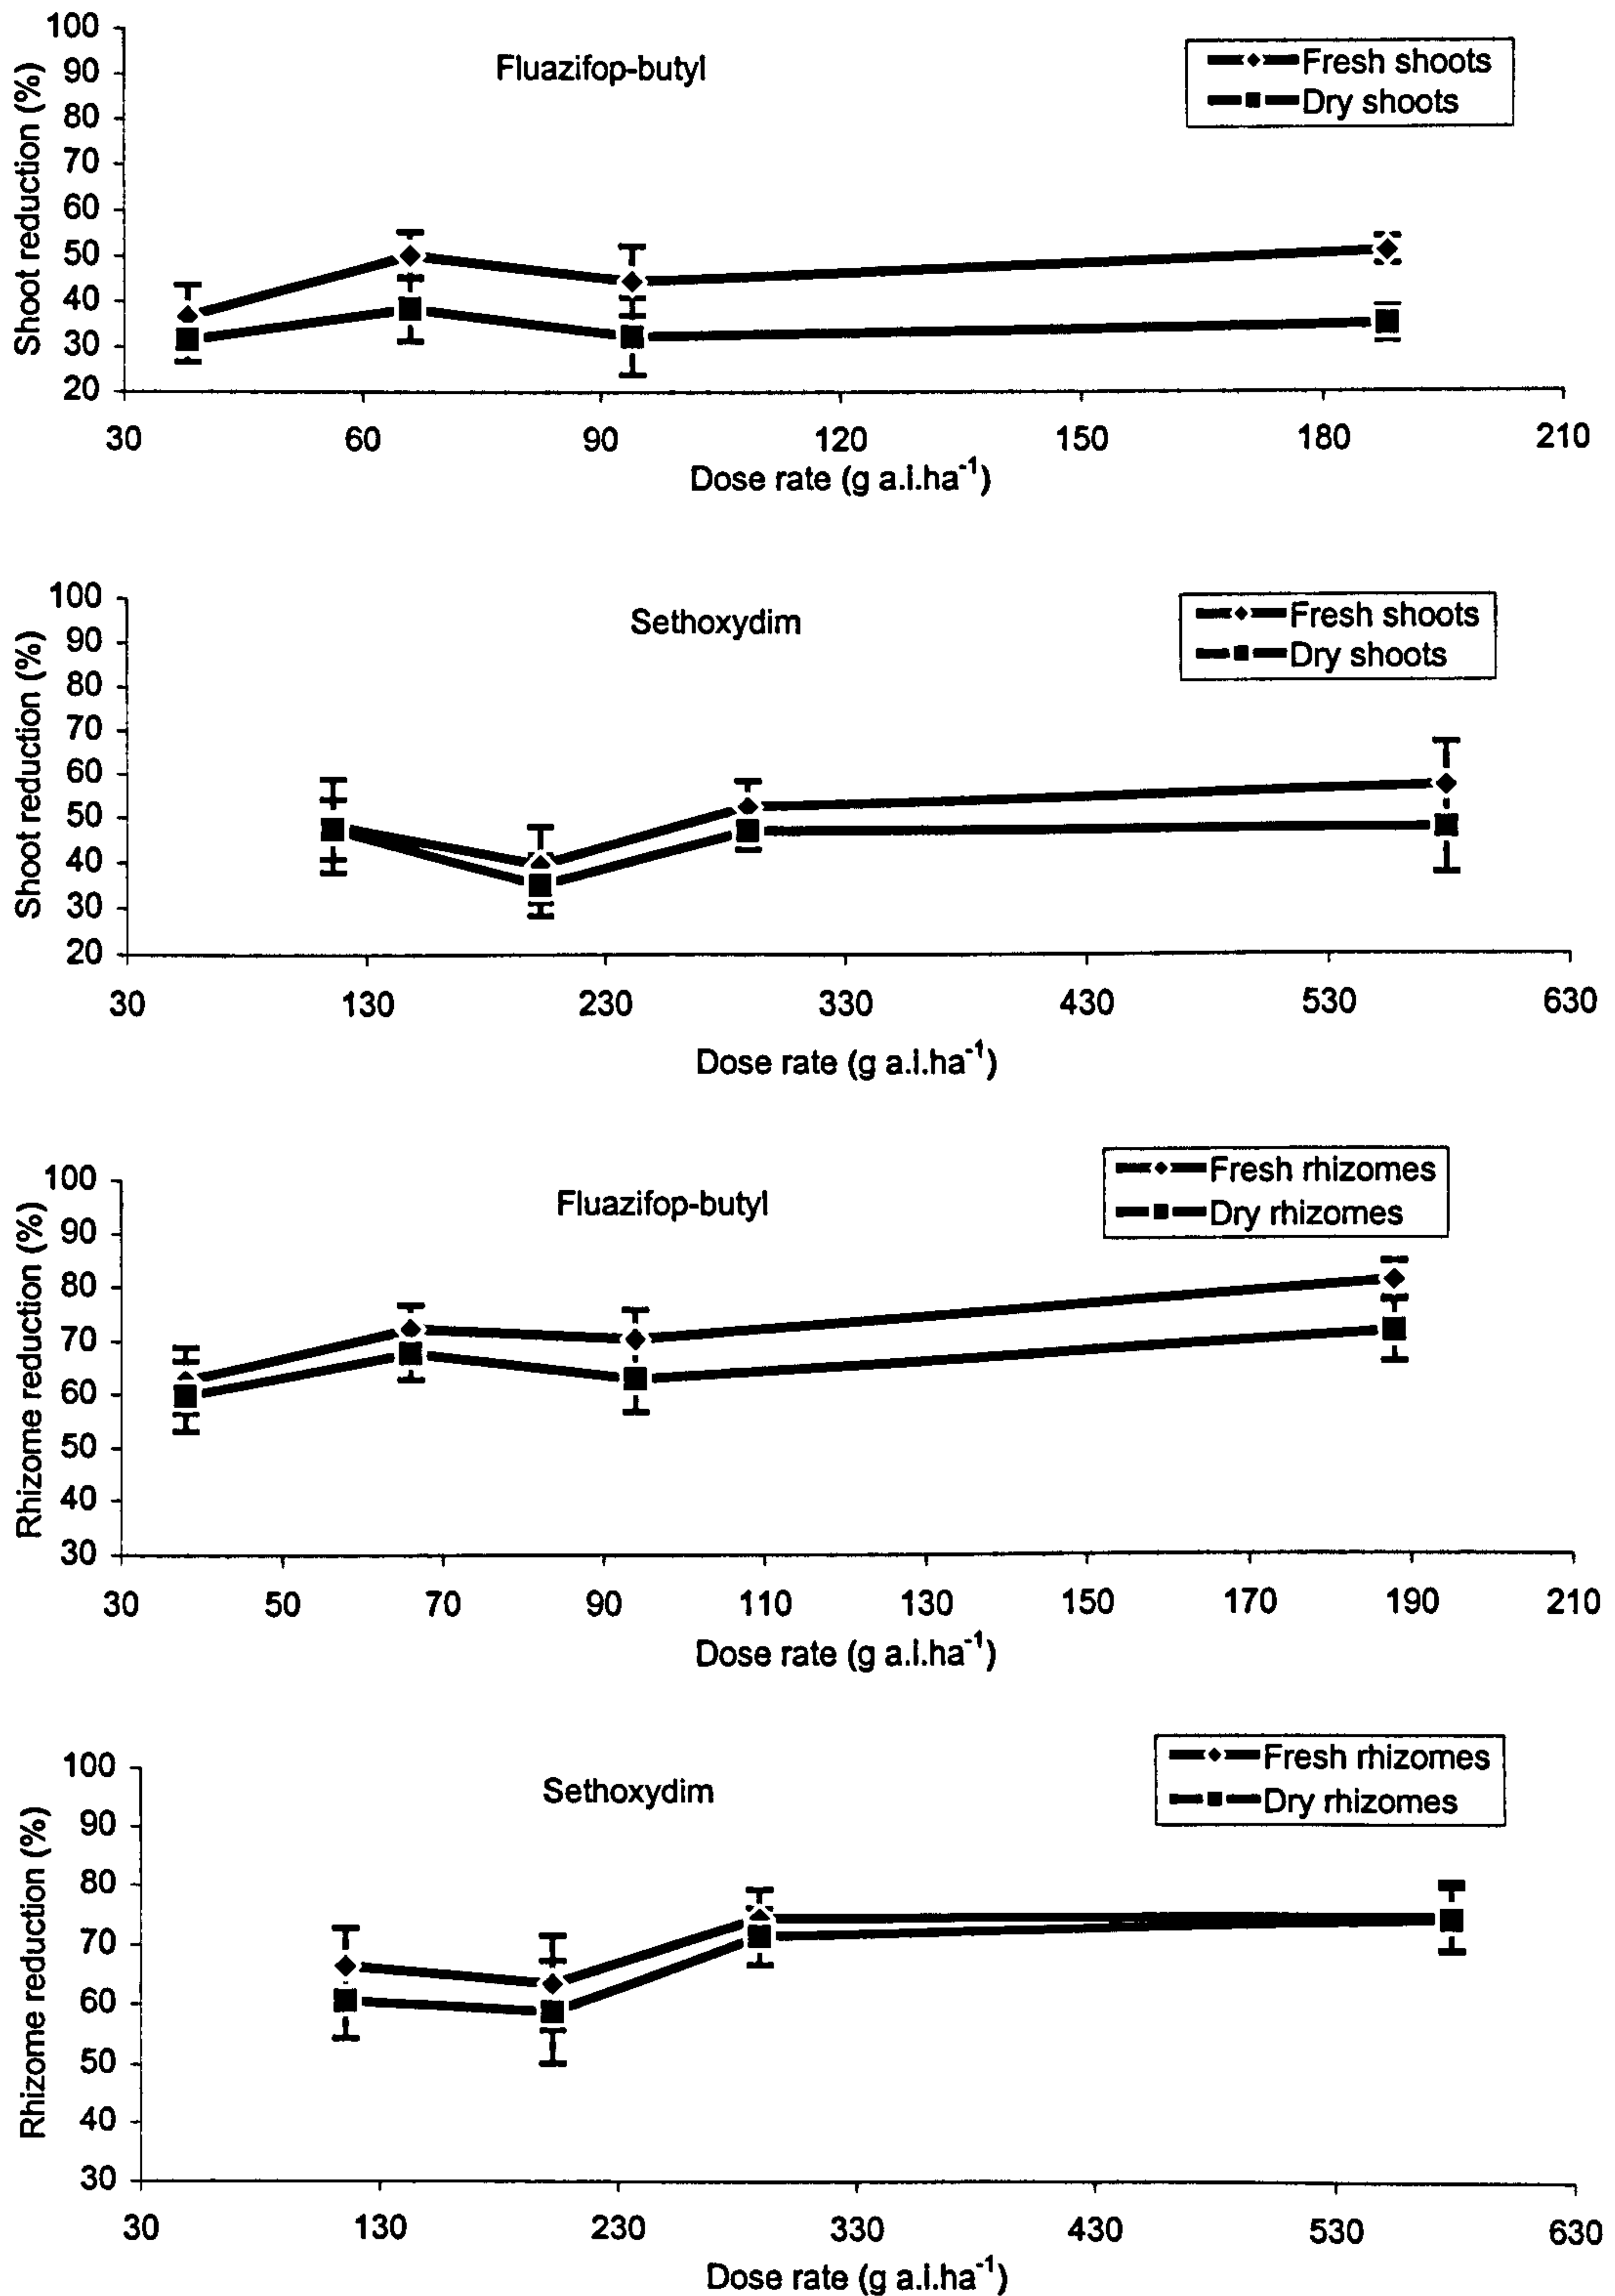 Fluazifop-butyl
Fresh shoots
Dry shoots
Shoot reduction (%)
100
90
80
70
60
50
40
30
20
30 60 90 120 150 180 210
Dose rate (g a.i.ha-1)
Sethoxydim
Fresh shoots
Dry shoots
Shoot reduction (%)
100
90
80
70
60
50
40
30
20
30 130 230 330 430 530 630
Dose rate (g a.i.ha-1)
Fluazifop-butyl
Fresh rhizomes
Dry rhizomes
Rhizome reduction (%)
100
90
80
70
60
50
40
30
30 50 70 90 110 130 150 170 190 210
Dose rate (g a.i.ha-1)
Sethoxydim
Fresh rhizomes
Dry rhizomes
Rhizome reduction (%)
100
90
80
70
60
50
40
30
30 130 230 330 430 530 630
Dose rate (g a.i.ha-1)